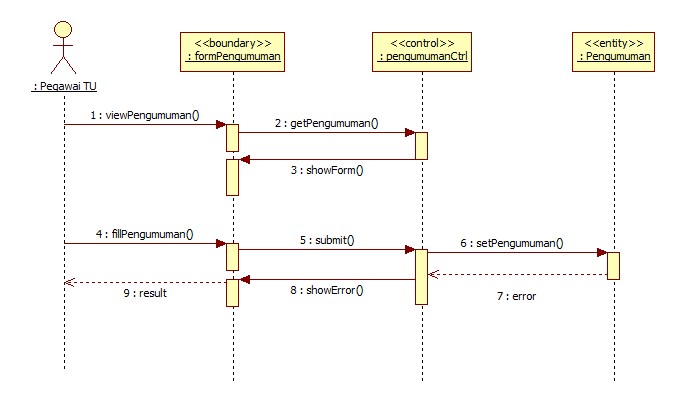 <<boundary>>
: formPengumuman
<<control>>
: pengumumanCtrl
<<entity>>
: Pengumuman
: Pegawai TU
1 : viewPengumuman()
2 : getPengumuman()
3 : showForm()
4 : fillPengumuman()
5 : submit()
6 : setPengumuman()
7 : error
8 : showError()
9 : result